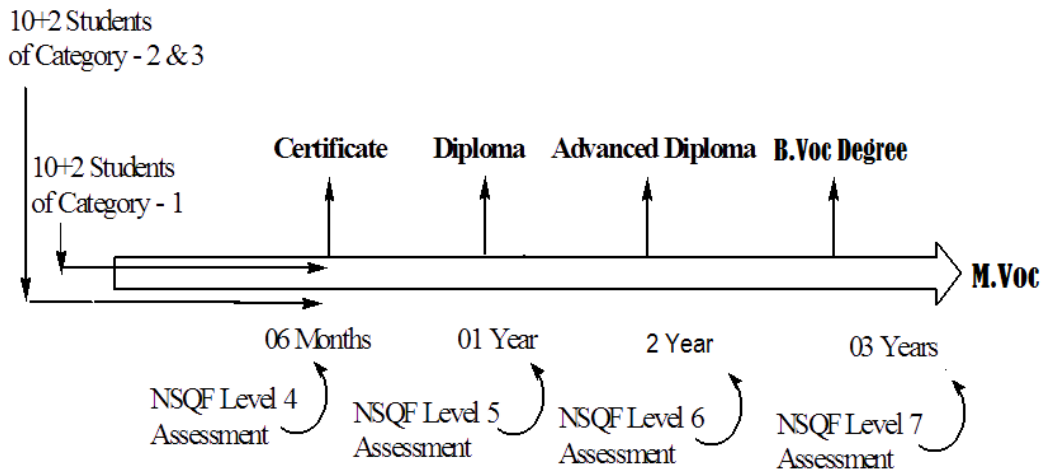 10+2 Students
of Category - 2 & 3
10+2 Students
of Category - 1
Certificate
Diploma
Advanced Diploma
B.Voc Degree
M.Voc
06 Months
01 Year
2 Year
03 Years
NSQF Level 4
Assessment
NSQF Level 5
Assessment
NSQF Level 6
Assessment
NSQF Level 7
Assessment